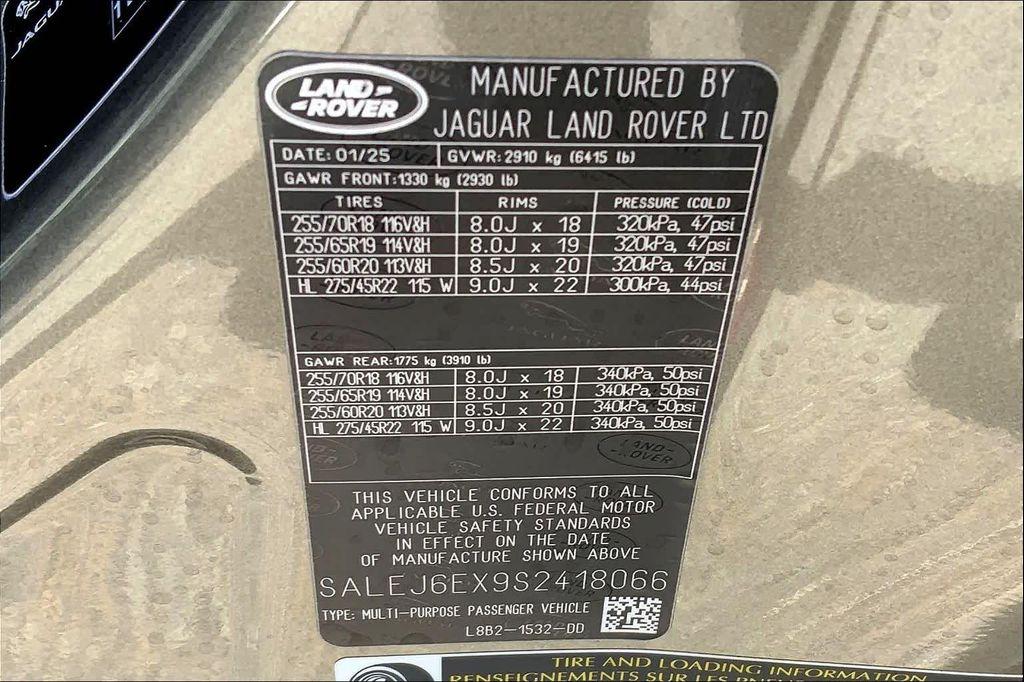 JAGU
LAND-
-ROVER
MANUFACTURED BY
JAGUAR LAND ROVER LTD
DATE: 01/25 GVWR: 2910 kg (6415 lb)
GAWR FRONT: 1330 kg (2930 lb)
TIRES RIMS PRESSURE (COLD)
255/70R18 116V&H 8.0J x 18 320kPa, 47psi
255/65R19 114V&H 8.0J x 19 320kPa, 47psi
255/60R20 113V&H 8.5J x 20 320kPa, 47psi
HL 275/45R22 115 W 9.0J x 22 300kPa, 44psi
GAWR REAR: 1775 kg (3910 lb)
255/70R18 116V&H 8.0J x 18 340kPa, 50psi
255/65R19 114V&H 8.0J x 19 340kPa, 50psi
255/60R20 113V&H 8.5J x 20 340kPa, 50psi
HL 275/45R22 115 W 9.0J x 22 340kPa, 50psi
THIS VEHICLE CONFORMS TO ALL
APPLICABLE U.S. FEDERAL MOTOR
VEHICLE SAFETY STANDARDS
IN EFFECT ON THE DATE
OF MANUFACTURE SHOWN ABOVE
SALEJ6EX9S2418066
TYPE: MULTI-PURPOSE PASSENGER VEHICLE
L8B2-1532-DD
TIRE AND LOADING INFORMATION
RENSEIGNEMENTS SUR LES PNEUS